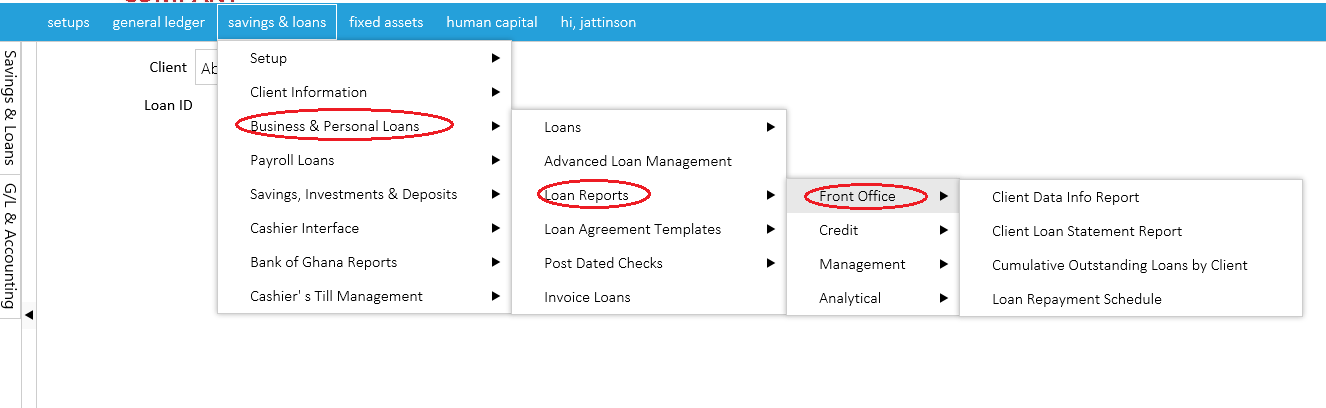 setups general ledger savings & loans fixed assets human capital hi, jattinson
Savings & Loans
G/L & Accounting
Client Ab
Loan ID
Setup
Client Information
Business & Personal Loans
Payroll Loans
Savings, Investments & Deposits
Cashier Interface
Bank of Ghana Reports
Cashier' s Till Management
Loans
Advanced Loan Management
Loan Reports
Loan Agreement Templates
Post Dated Checks
Invoice Loans
Front Office
Credit
Management
Analytical
Client Data Info Report
Client Loan Statement Report
Cumulative Outstanding Loans by Client
Loan Repayment Schedule